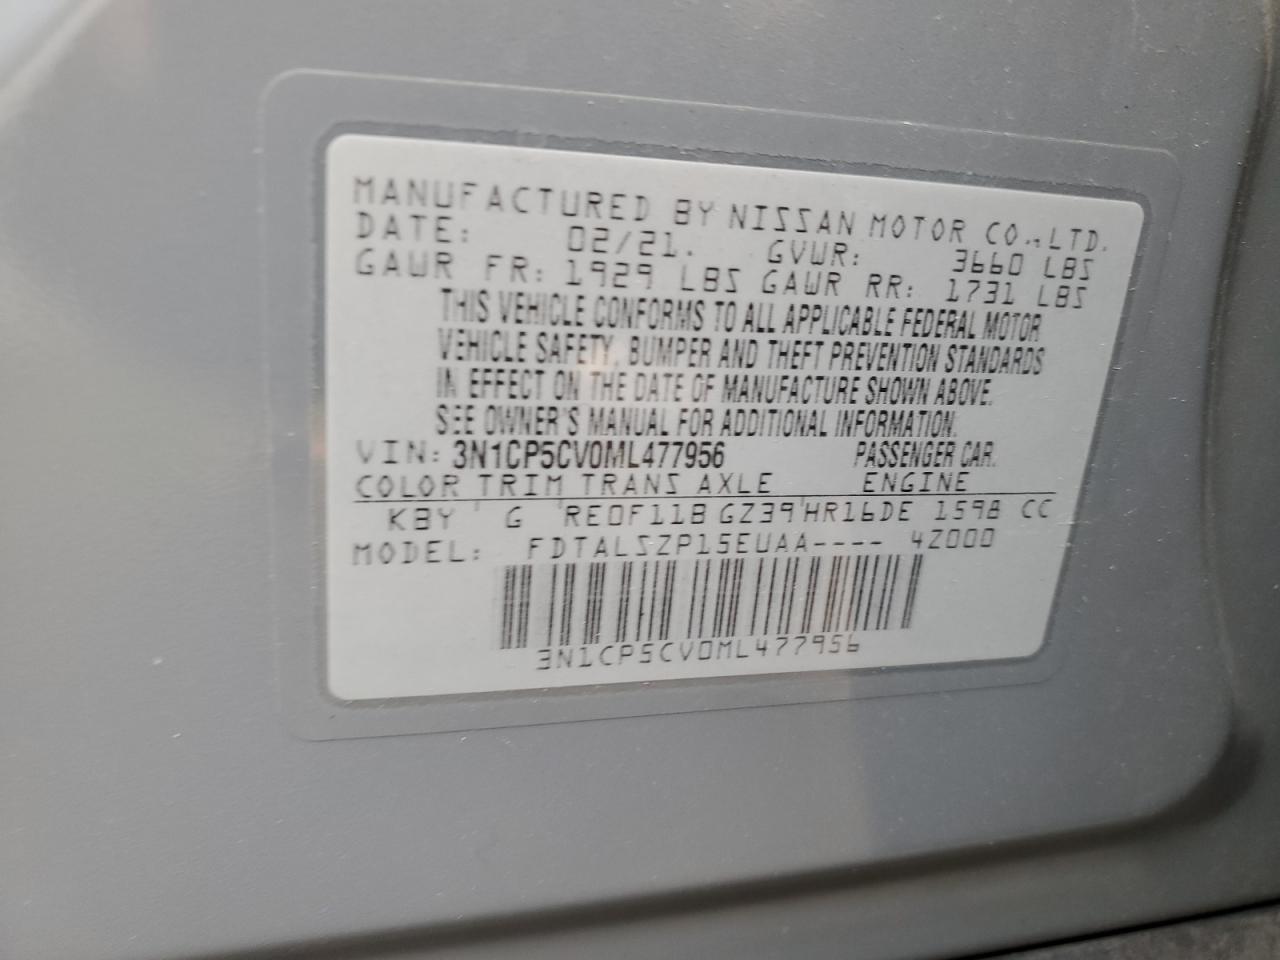 MANUFACTURED BY NISSAN MOTOR CO.,LTD.
DATE: 02/21. GVWR: 3660 LBS
GAWR FR: 1929 LBS GAWR RR: 1731 LBS
THIS VEHICLE CONFORMS TO ALL APPLICABLE FEDERAL MOTOR
VEHICLE SAFETY, BUMPER AND THEFT PREVENTION STANDARDS
IN EFFECT ON THE DATE OF MANUFACTURE SHOWN ABOVE.
SEE OWNER'S MANUAL FOR ADDITIONAL INFORMATION.
VIN: 3N1CP5CV0ML477956 PASSENGER CAR.
COLOR TRIM TRANS AXLE ENGINE
KBY G RE0F11B GZ39 HR16DE 1598 CC
MODEL: FDTALSZP15EUAA---- 4Z000
3N1CP5CV0ML477956